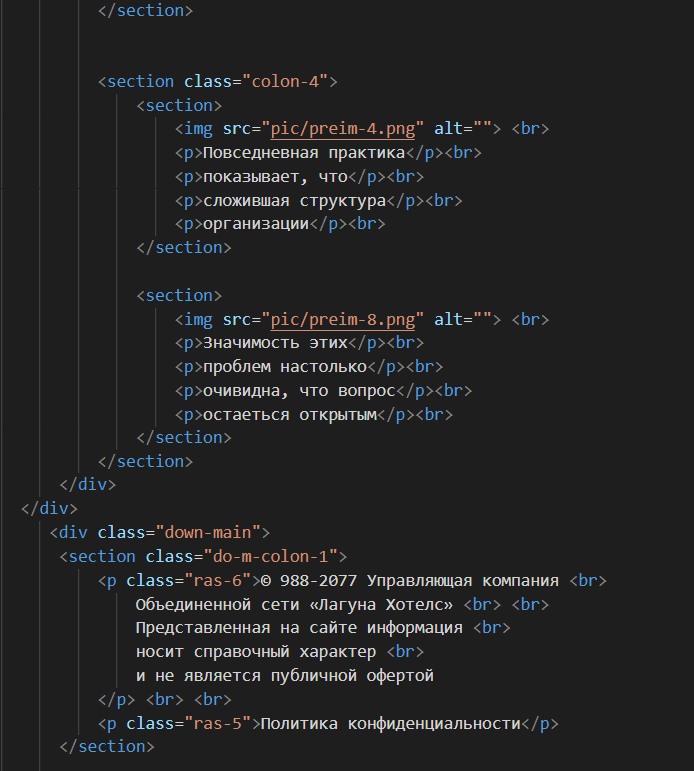 </section>
<section class="colon-4">
<section>
<img src="pic/preim-4.png" alt=""> <br>
<p>Повседневная практика</p><br>
<p>показывает, что</p><br>
<p>сложившая структура</p><br>
<p>организации</p><br>
</section>
<section>
<img src="pic/preim-8.png" alt=""> <br>
<p>Значимость этих</p><br>
<p>проблем настолько</p><br>
<p>очивидна, что вопрос</p><br>
<p>остаеться открытым</p><br>
</section>
</section>
</div>
</div>
<div class="down-main">
<section class="do-m-colon-1">
<p class="ras-6">© 988-2077 Управляющая компания <br>
Объединенной сети «Лагуна Хотелс» <br> <br>
Представленная на сайте информация <br>
носит справочный характер <br>
и не является публичной офертой
</p> <br> <br>
<p class="ras-5">Политика конфиденциальности</p>
</section>